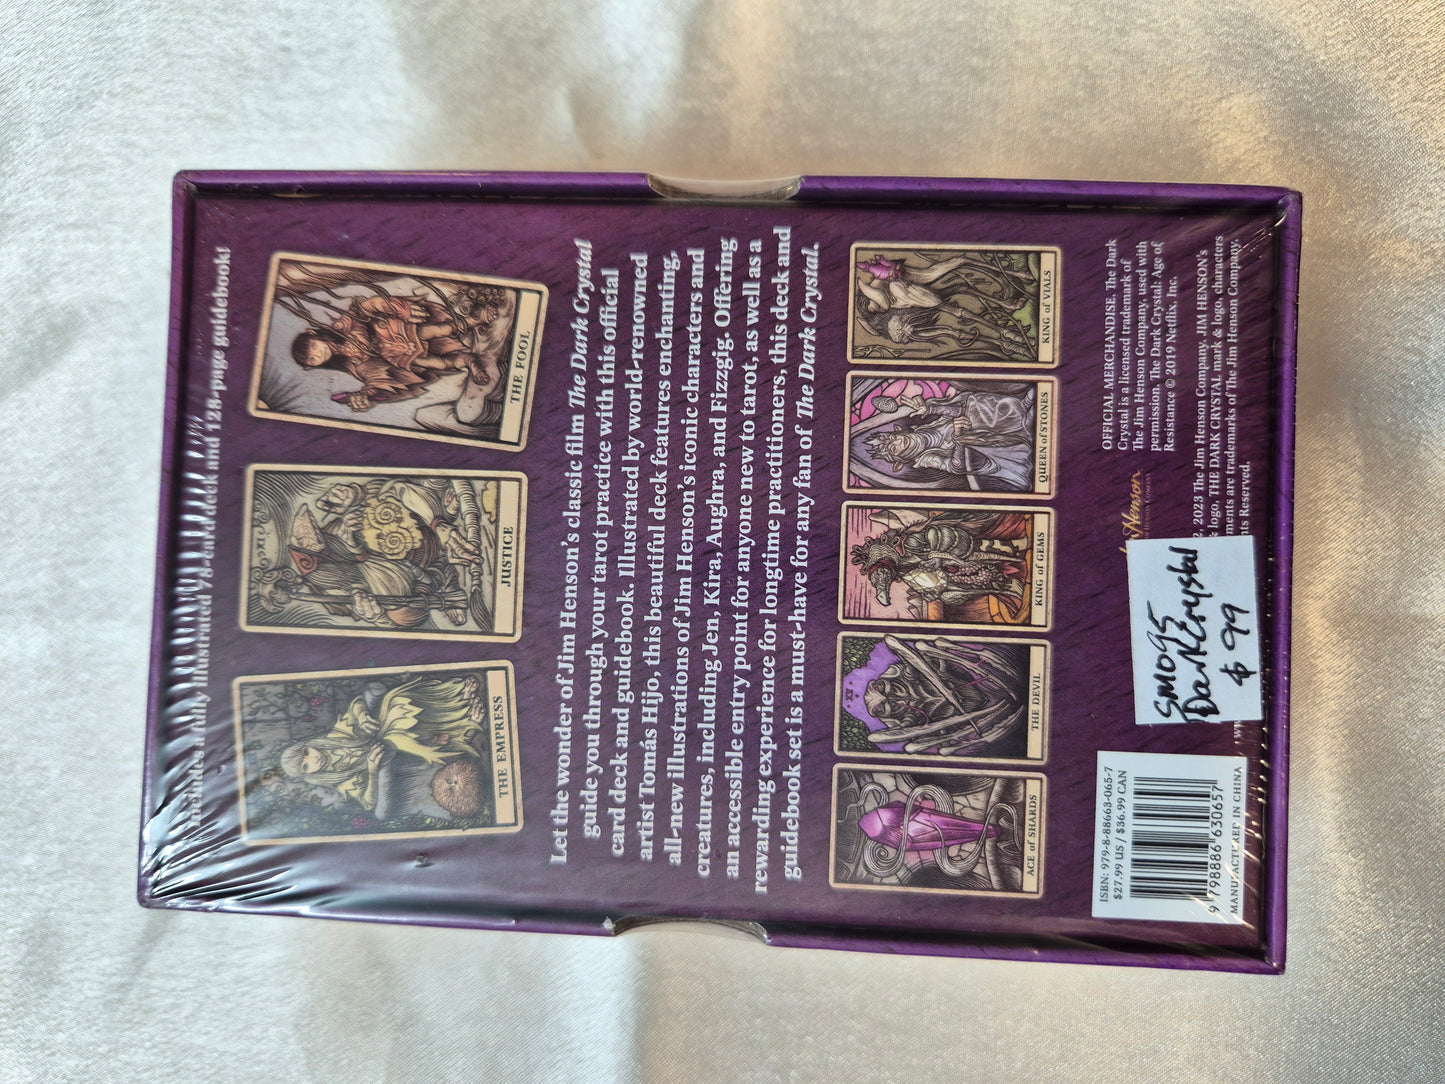 Includes a fully illustrated 78-card deck and 128-page guidebook!
THE EMPRESS
JUSTICE
THE FOOL
Let the wonder of Jim Henson's classic film The Dark Crystal
guide you through your tarot practice with this official
card deck and guidebook. Illustrated by world-renowned
artist Tomás Hijo, this beautiful deck features enchanting,
all-new illustrations of Jim Henson's iconic characters and
creatures, including Jen, Kira, Aughra, and Fizzgig. Offering
an accessible entry point for anyone new to tarot, as well as a
rewarding experience for longtime practitioners, this deck and
guidebook set is a must-have for any fan of The Dark Crystal.
ACE of SHARDS
XV
THE DEVIL
KING of GEMS
QUEEN of STONES
KING of VIALS
ISBN: 979-8-88663-065-7
$27.99 US / $36.99 CAN
9 798886 630657
MANUFACTURED IN CHINA
SMOG5
Dark Crystal
$ 99
Henson
OFFICIAL MERCHANDISE. The Dark
Crystal is a licensed trademark of
The Jim Henson Company, used with
permission. The Dark Crystal: Age of
Resistance © 2019 Netflix, Inc.
2023 The Jim Henson Company. JIM HENSON's
& logo, THE DARK CRYSTAL mark & logo, characters
are trademarks of The Jim Henson Company.
Reserved.